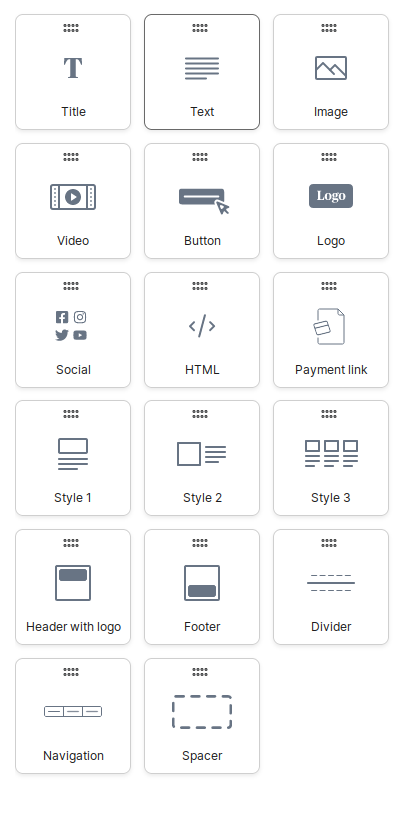 T
Title
Text
Image
Video
Button
Logo
Logo
Social
</>
HTML
Payment link
Style 1
Style 2
Style 3
Header with logo
Footer
Divider
Navigation
Spacer